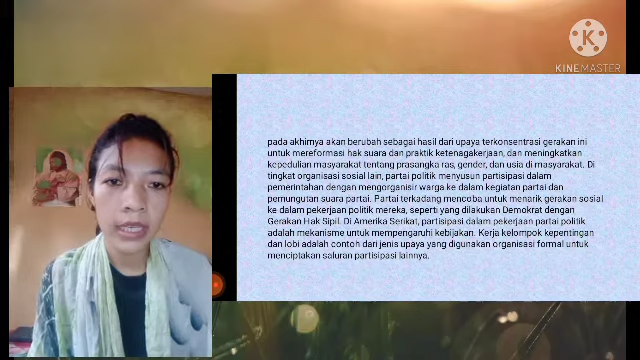 K
KINEMASTER
pada akhirnya akan berubah sebagai hasil dari upaya terkonsentrasi gerakan ini
untuk mereformasi hak suara dan praktik ketenagakerjaan, dan meningkatkan
kepedulian masyarakat tentang prasangka ras, gender, dan usia di masyarakat. Di
tingkat organisasi sosial lain, partai politik menyusun partisipasi dalam
pemerintahan dengan mengorganisir warga ke dalam kegiatan partai dan
pemungutan suara partai. Partai terkadang mencoba untuk menarik gerakan sosial
ke dalam pekerjaan politik mereka, seperti yang dilakukan Demokrat dengan
Gerakan Hak Sipil. Di Amerika Serikat, partisipasi dalam pekerjaan partai politik
adalah mekanisme untuk mempengaruhi kebijakan. Kerja kelompok kepentingan
dan lobi adalah contoh dari jenis upaya yang digunakan organisasi formal untuk
menciptakan saluran partisipasi lainnya.